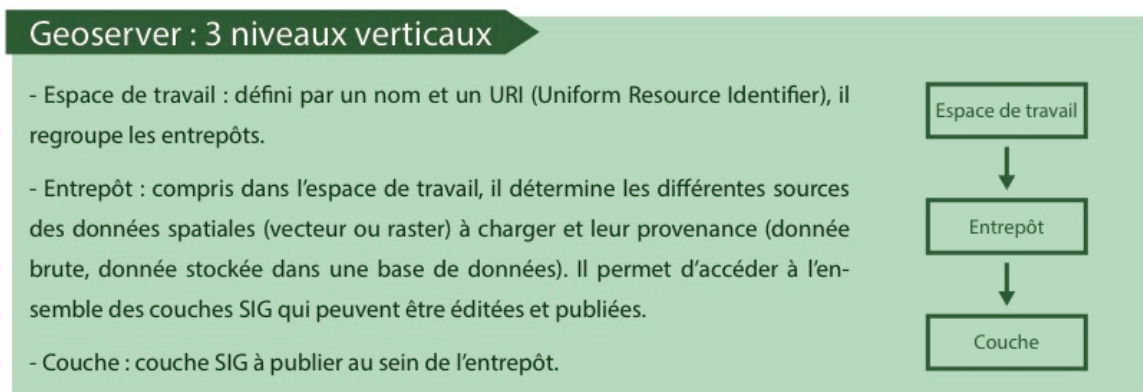 Geoserver : 3 niveaux verticaux
- Espace de travail : défini par un nom et un URI (Uniform Resource Identifier), il
regroupe les entrepôts.
- Entrepôt : compris dans l'espace de travail, il détermine les différentes sources
des données spatiales (vecteur ou raster) à charger et leur provenance (donnée
brute, donnée stockée dans une base de données). Il permet d'accéder à l'en-
semble des couches SIG qui peuvent être éditées et publiées.
- Couche : couche SIG à publier au sein de l'entrepôt.
Espace de travail
Entrepôt
Couche